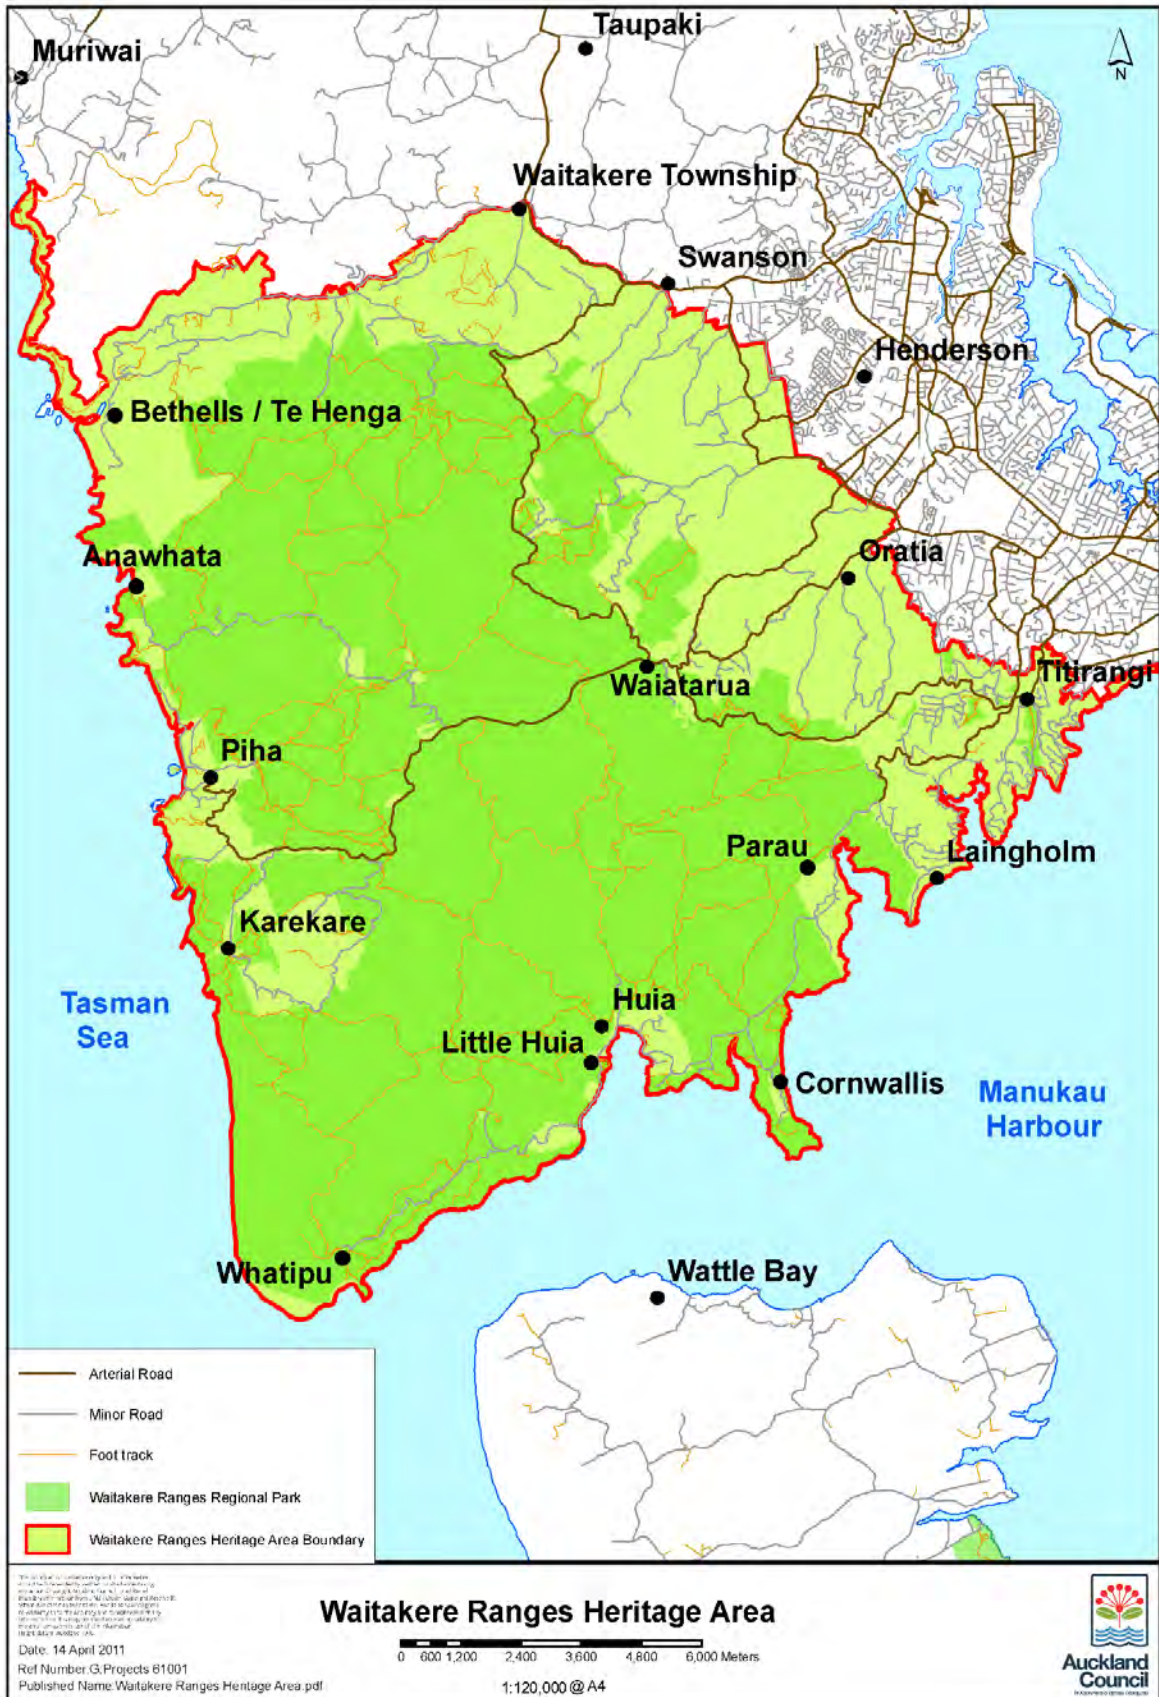 Taupaki
Muriwai
N
Waitakere Township
Swanson
Henderson
Bethells / Te Henga
Anawhata
Oratia
Waiatarua
Titirangi
Piha
Parau
Laingholm
Karekare
Tasman
Sea
Huia
Little Huia
Cornwallis
Manukau
Harbour
Whatipu
Wattle Bay
Arterial Road
Minor Road
Foot track
Waitakere Ranges Regional Park
Waitakere Ranges Heritage Area Boundary
Waitakere Ranges Heritage Area
0 600 1,200 2,400 3,600 4,800 6,000 Meters
1:120,000 @ A4
Date: 14 April 2011
Ref Number:G:Projects 61001
Published Name:Waitakere Ranges Heritage Area.pdf
Auckland
Council